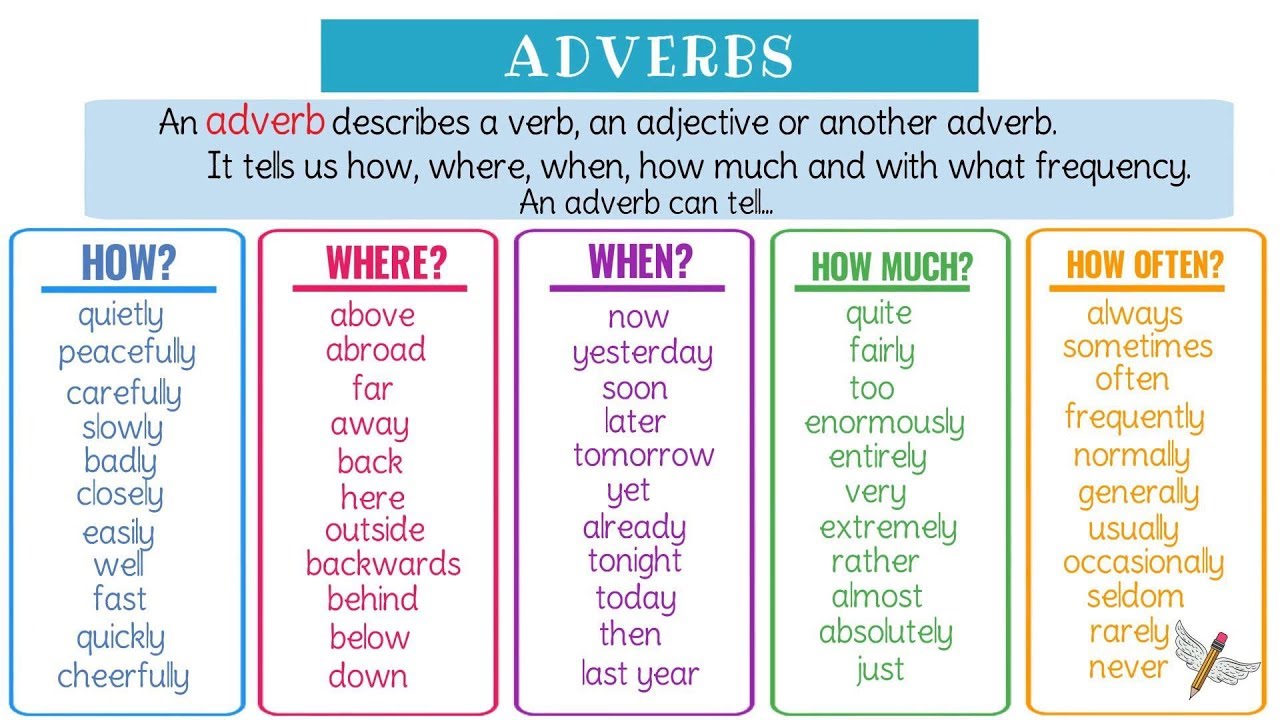 ADVERBS
An adverb describes a verb, an adjective or another adverb.
It tells us how, where, when, how much and with what frequency.
An adverb can tell...
HOW?
quietly
peacefully
carefully
slowly
badly
closely
easily
well
fast
quickly
cheerfully
WHERE?
above
abroad
far
away
back
here
outside
backwards
behind
below
down
WHEN?
now
yesterday
soon
later
tomorrow
yet
already
tonight
today
then
last year
HOW MUCH?
quite
fairly
too
enormously
entirely
very
extremely
rather
almost
absolutely
just
HOW OFTEN?
always
sometimes
often
frequently
normally
generally
usually
occasionally
seldom
rarely
never